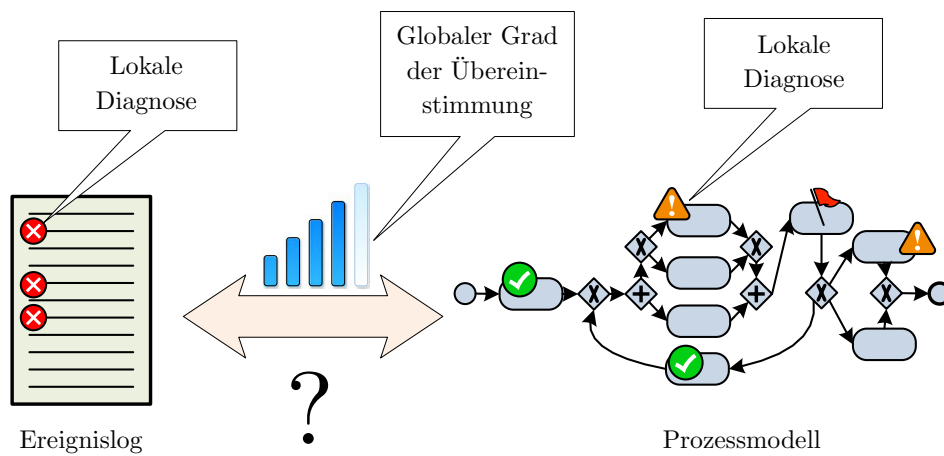 Lokale
Diagnose
Globaler Grad
der Überein-
stimmung
Lokale
Diagnose
?
Ereignislog
Prozessmodell